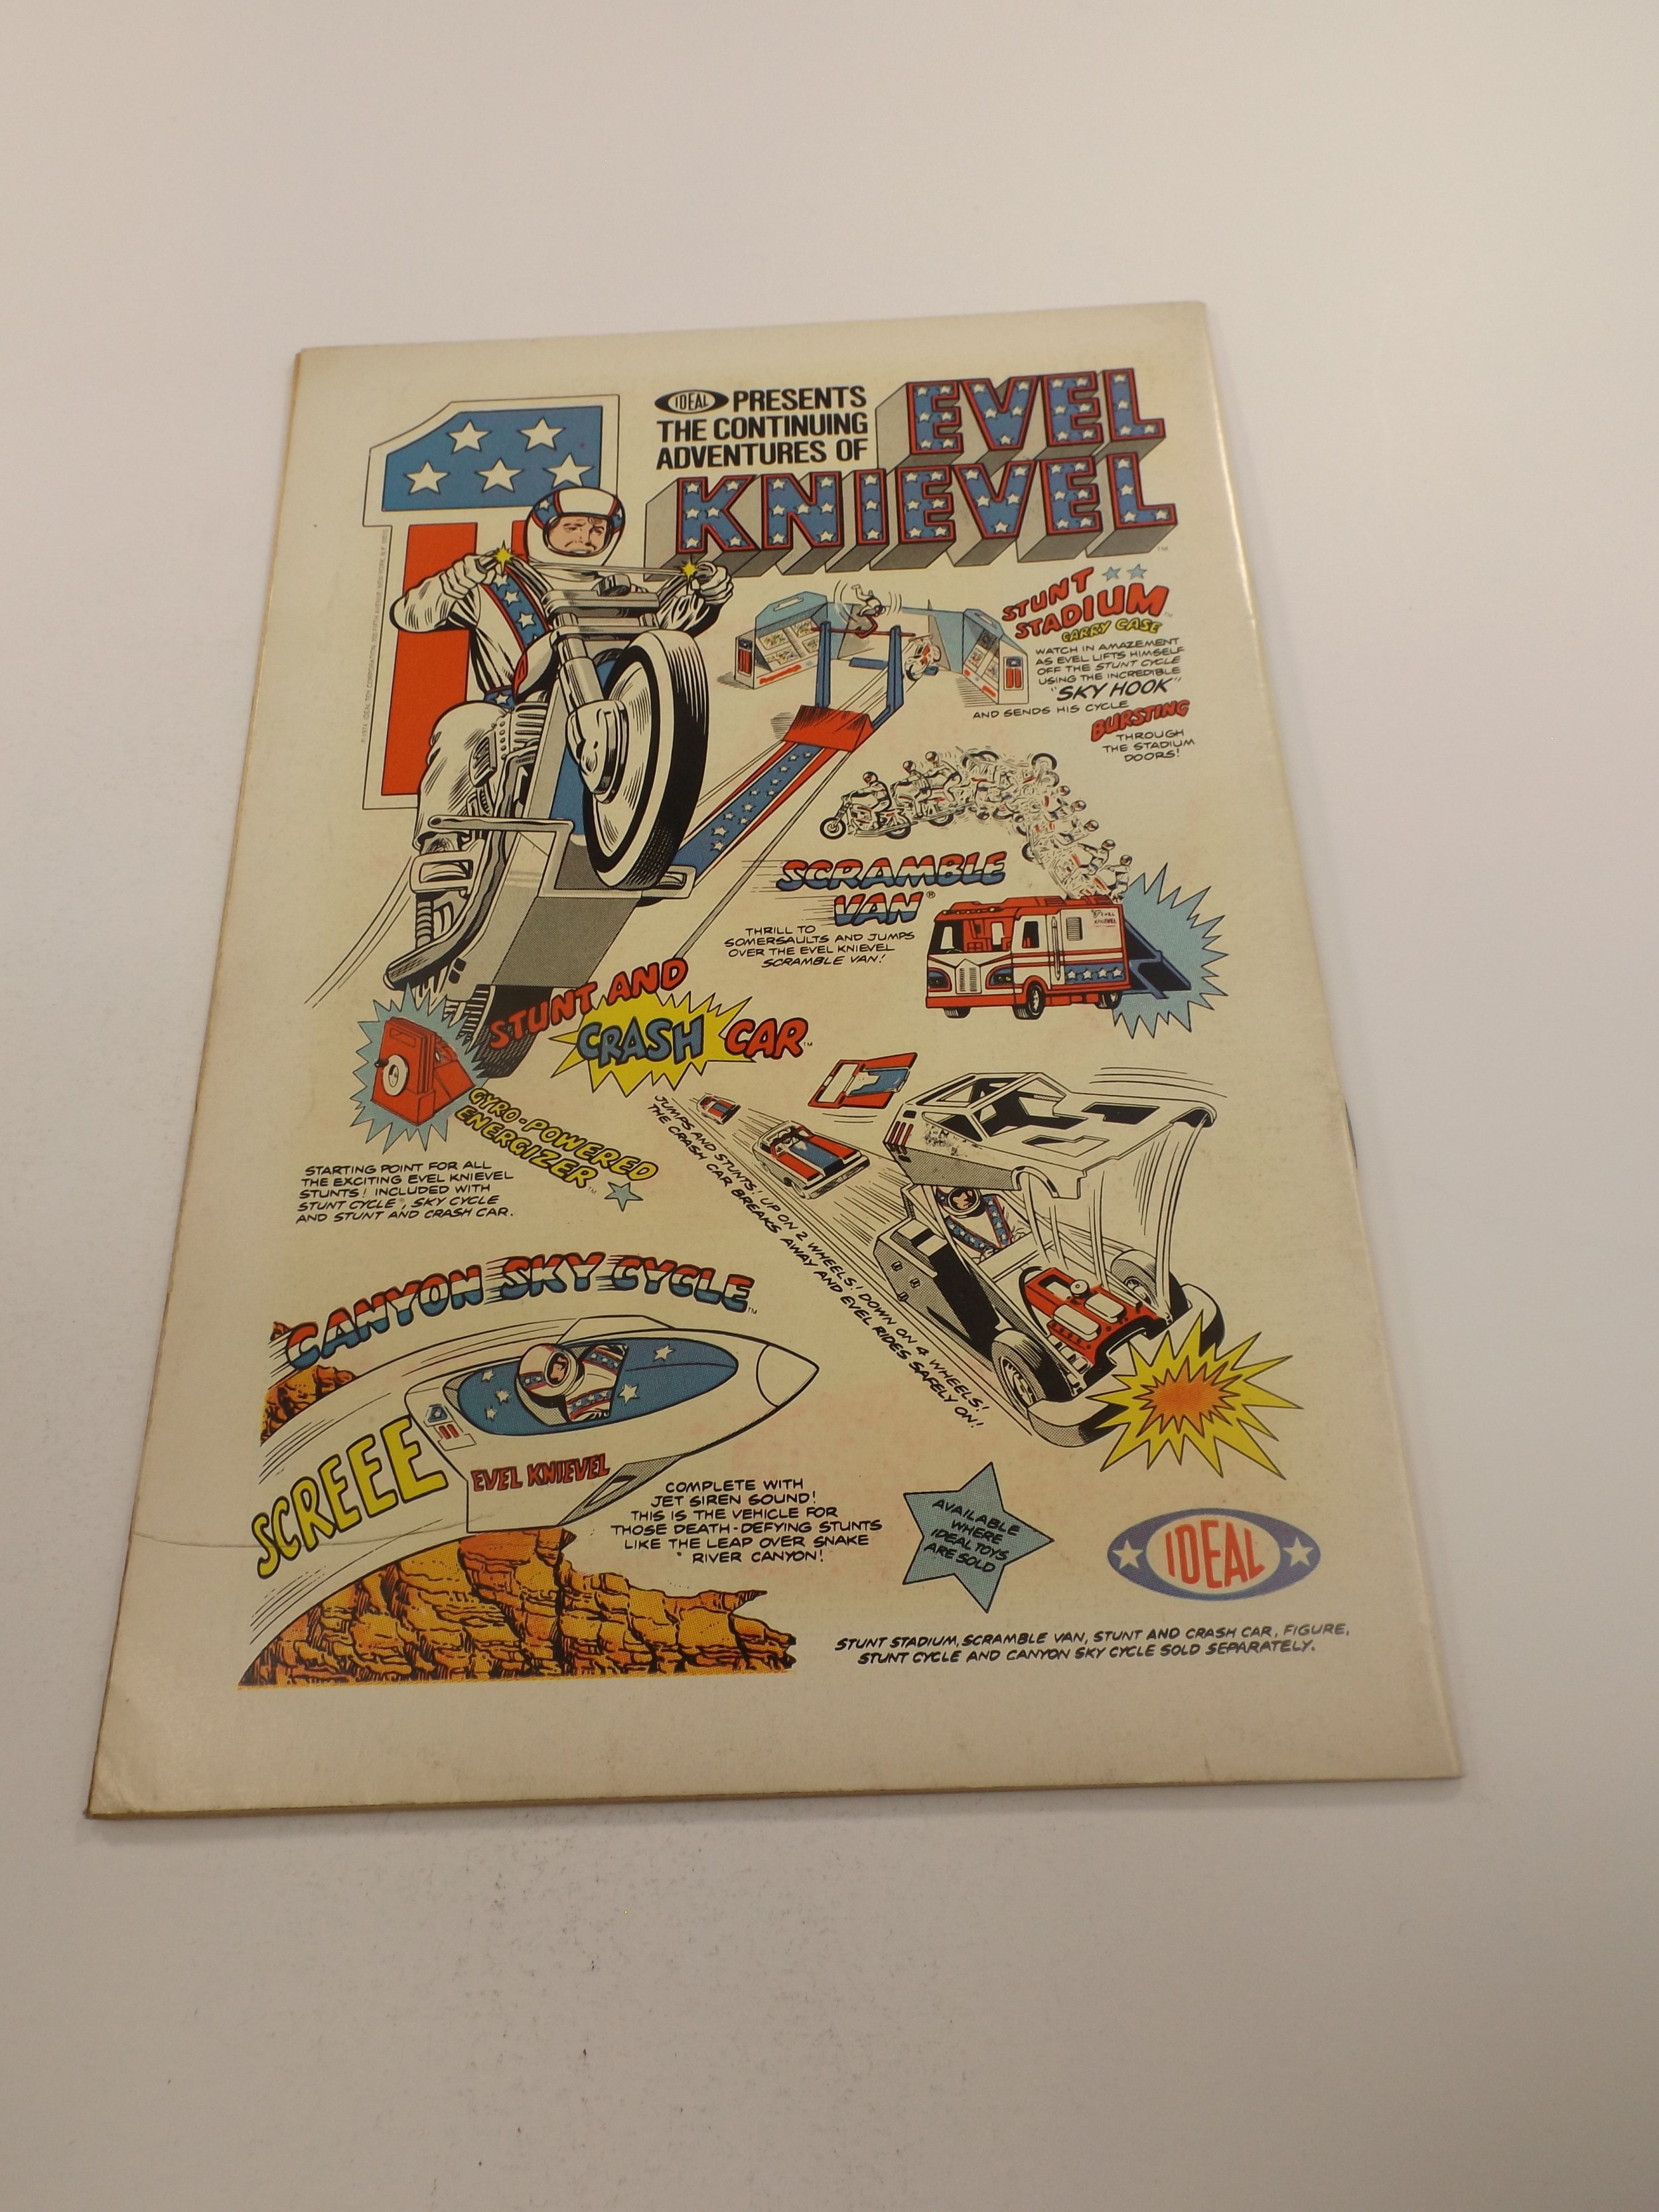 IDEAL PRESENTS
THE CONTINUING
ADVENTURES OF
EVEL
KNIEVEL
TM
STUNT
STADIUM
CARRY CASE
WATCH IN AMAZEMENT
AS EVEL LIFTS HIMSELF
OFF THE STUNT CYCLE
USING THE INCREDIBLE
"SKY HOOK"
AND SENDS HIS CYCLE
BURSTING
THROUGH
THE STADIUM
DOORS!
SCRAMBLE
VAN®
THRILL TO
SOMERSAULTS AND JUMPS
OVER THE EVEL KNIEVEL
SCRAMBLE VAN!
EVEL
KNIEVEL
STUNT AND
CRASH CAR™
JUMPS AND STUNTS. UP ON 2 WHEELS! DOWN ON 4 WHEELS!
THE CRASH CAR BREAKS AWAY AND EVEL RIDES SAFELY ON!
GYRO-POWERED
ENERGIZER™
STARTING POINT FOR ALL
THE EXCITING EVEL KNIEVEL
STUNTS! INCLUDED WITH
STUNT CYCLE, SKY CYCLE
AND STUNT AND CRASH CAR.
CANYON SKY CYCLE™
SCREEE
EVEL KNIEVEL
COMPLETE WITH
JET SIREN SOUND!
THIS IS THE VEHICLE FOR
THOSE DEATH-DEFYING STUNTS
LIKE THE LEAP OVER SNAKE
RIVER CANYON!
AVAILABLE
WHERE
IDEAL TOYS
ARE SOLD
IDEAL
STUNT STADIUM, SCRAMBLE VAN, STUNT AND CRASH CAR, FIGURE,
STUNT CYCLE AND CANYON SKY CYCLE SOLD SEPARATELY.